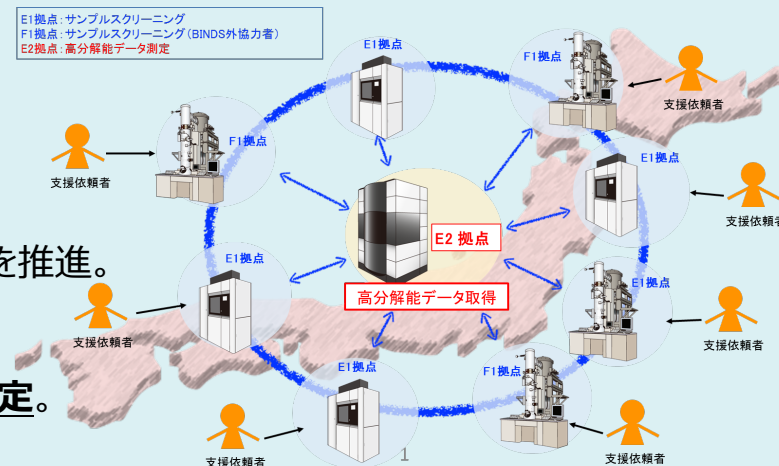 E1拠点:サンプルスクリーニング
F1拠点:サンプルスクリーニング(BINDS外協力者)
E2拠点:高分解能データ測定
E1拠点
F1拠点
支援依頼者
F1拠点
支援依頼者
E1拠点
支援依頼者
E2 拠点
を推進。
E1拠点
高分解能データ取得
E1拠点
支援依頼者
支援依頼者
E1拠点
F1拠点
定。
支援依頼者
支援依頼者
1
支援依頼者